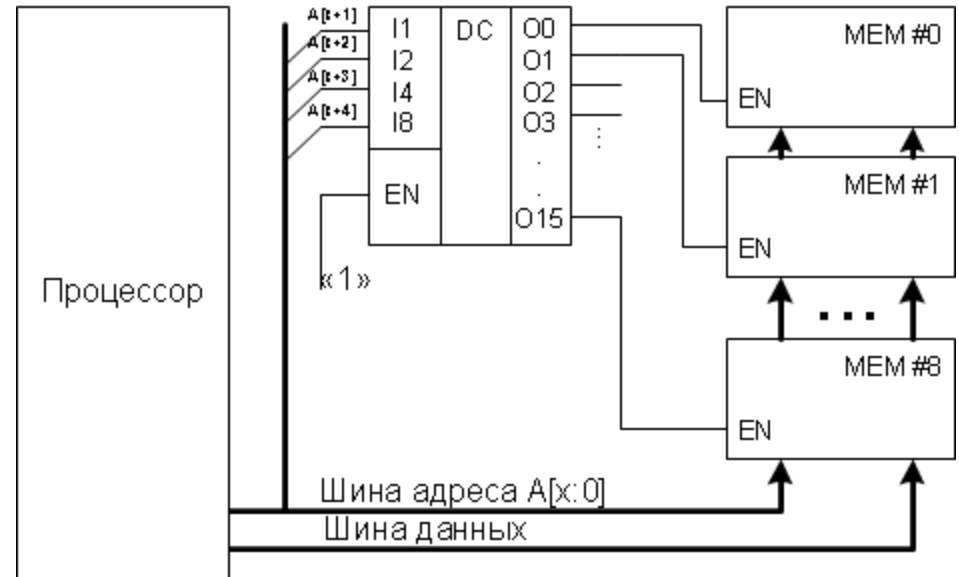 Процессор
A[t+1]
A[t+2]
A[t+3]
A[t+4]
I1
I2
I4
I8
EN
DC
O0
O1
O2
O3
O15
«1»
MEM #0
EN
MEM #1
EN
MEM #8
EN
Шина адреса A[x:0]
Шина данных